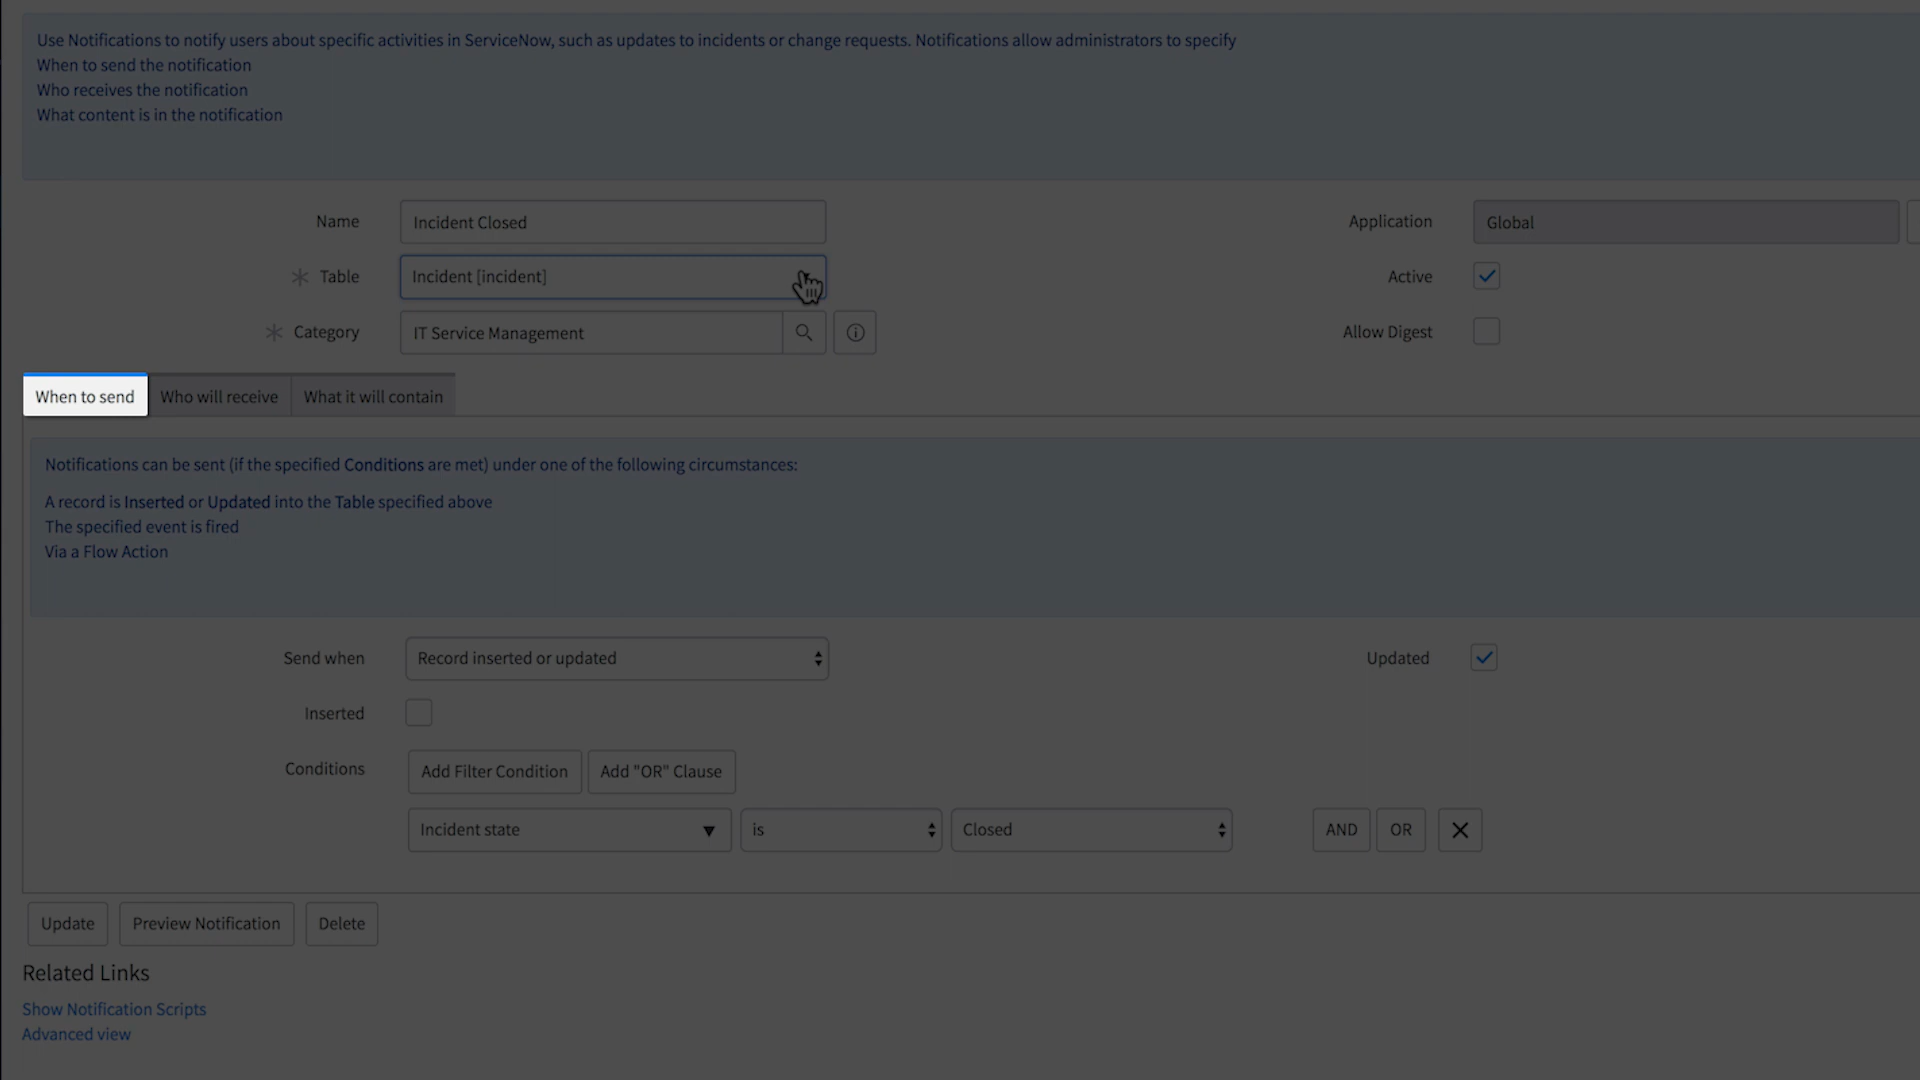 Use Notifications to notify users about specific activities in ServiceNow, such as updates to incidents or change requests. Notifications allow administrators to specify
When to send the notification
Who receives the notification
What content is in the notification
Name
Incident Closed
Application
Global
Table
Incident [incident]
Active
Category
IT Service Management
Allow Digest
When to send
Who will receive
What it will contain
Notifications can be sent (if the specified Conditions are met) under one of the following circumstances:
A record is Inserted or Updated into the Table specified above
The specified event is fired
Via a Flow Action
Send when
Record inserted or updated
Updated
Inserted
Conditions
Add Filter Condition
Add "OR" Clause
Incident state
is
Closed
AND
OR
Update
Preview Notification
Delete
Related Links
Show Notification Scripts
Advanced view